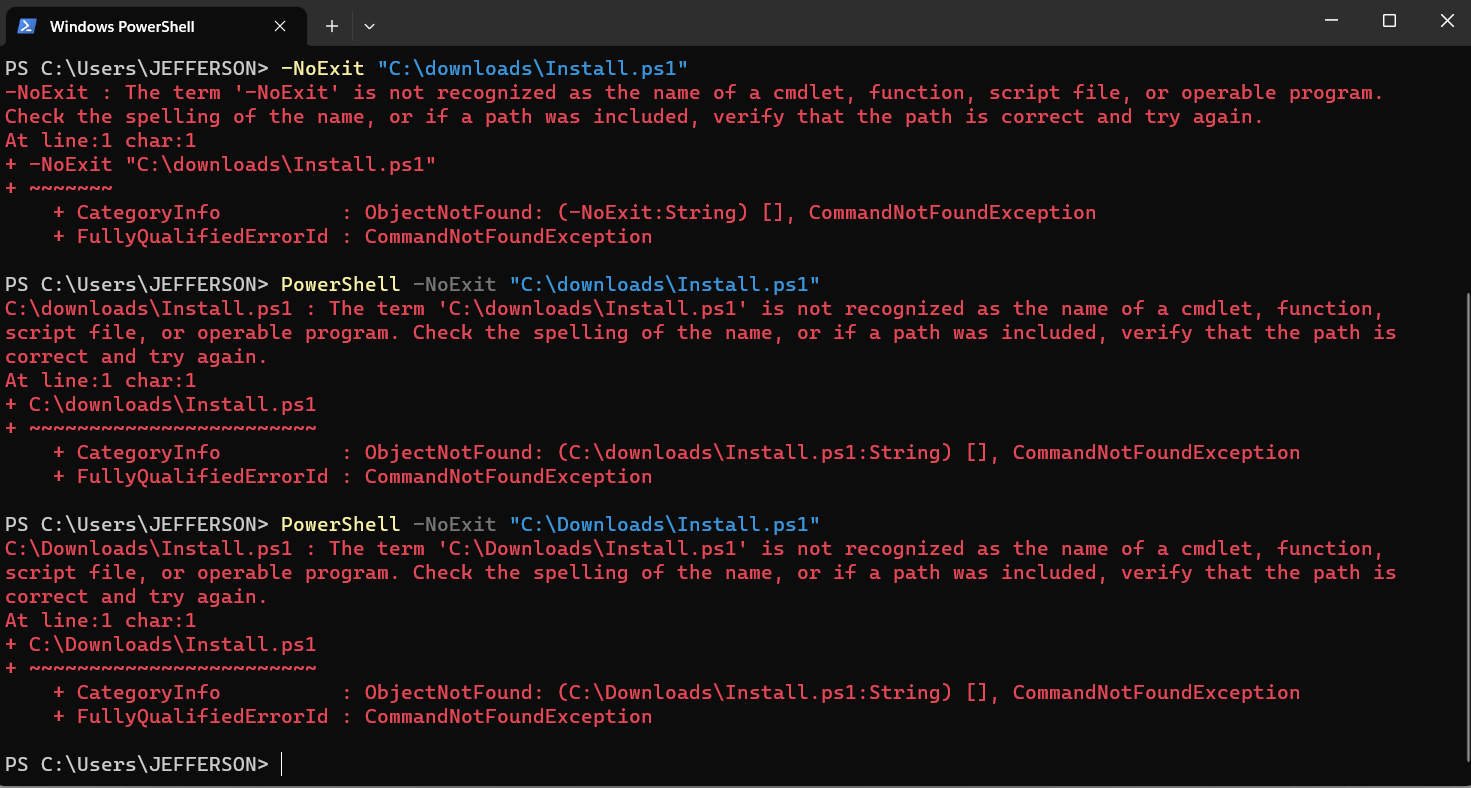 Windows PowerShell
PS C:\Users\JEFFERSON> -NoExit "C:\downloads\Install.ps1"
-NoExit : The term '-NoExit' is not recognized as the name of a cmdlet, function, script file, or operable program.
Check the spelling of the name, or if a path was included, verify that the path is correct and try again.
At line:1 char:1
+ -NoExit "C:\downloads\Install.ps1"
+ ~~~~~~~
    + CategoryInfo          : ObjectNotFound: (-NoExit:String) [], CommandNotFoundException
    + FullyQualifiedErrorId : CommandNotFoundException

PS C:\Users\JEFFERSON> PowerShell -NoExit "C:\downloads\Install.ps1"
C:\downloads\Install.ps1 : The term 'C:\downloads\Install.ps1' is not recognized as the name of a cmdlet, function,
script file, or operable program. Check the spelling of the name, or if a path was included, verify that the path is
correct and try again.
At line:1 char:1
+ C:\downloads\Install.ps1
+ ~~~~~~~~~~~~~~~~~~~~~~~~
    + CategoryInfo          : ObjectNotFound: (C:\downloads\Install.ps1:String) [], CommandNotFoundException
    + FullyQualifiedErrorId : CommandNotFoundException

PS C:\Users\JEFFERSON> PowerShell -NoExit "C:\Downloads\Install.ps1"
C:\Downloads\Install.ps1 : The term 'C:\Downloads\Install.ps1' is not recognized as the name of a cmdlet, function,
script file, or operable program. Check the spelling of the name, or if a path was included, verify that the path is
correct and try again.
At line:1 char:1
+ C:\Downloads\Install.ps1
+ ~~~~~~~~~~~~~~~~~~~~~~~~
    + CategoryInfo          : ObjectNotFound: (C:\Downloads\Install.ps1:String) [], CommandNotFoundException
    + FullyQualifiedErrorId : CommandNotFoundException

PS C:\Users\JEFFERSON>